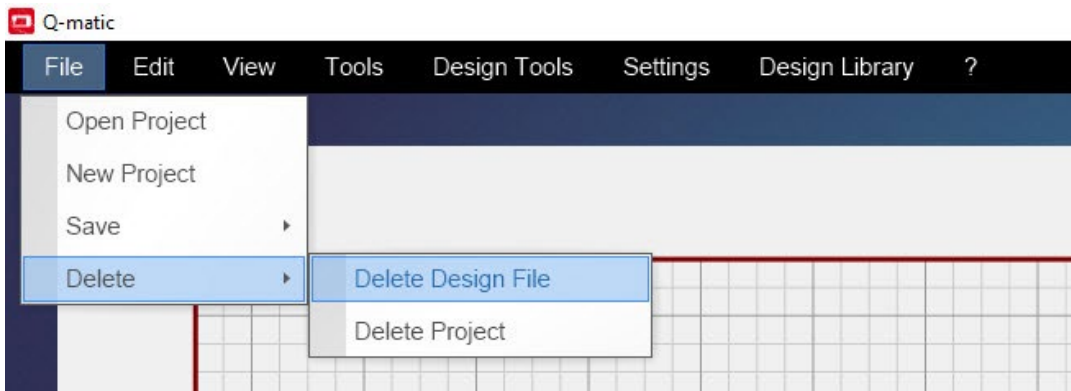 Q-matic
File Edit View Tools Design Tools Settings Design Library ?
Open Project
New Project
Save
Delete
Delete Design File
Delete Project